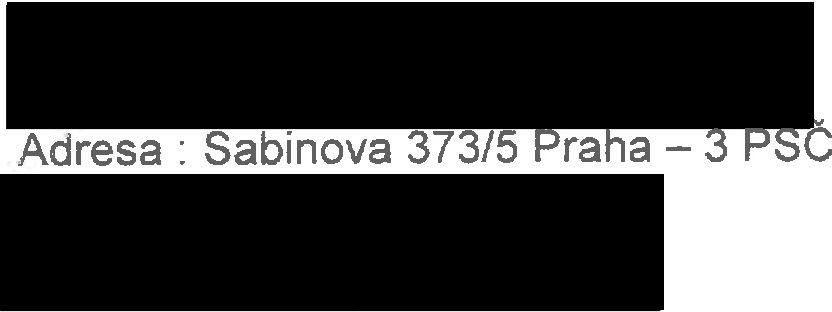 Adresa : Sabinova 373/5 Praha – 3 PSČ